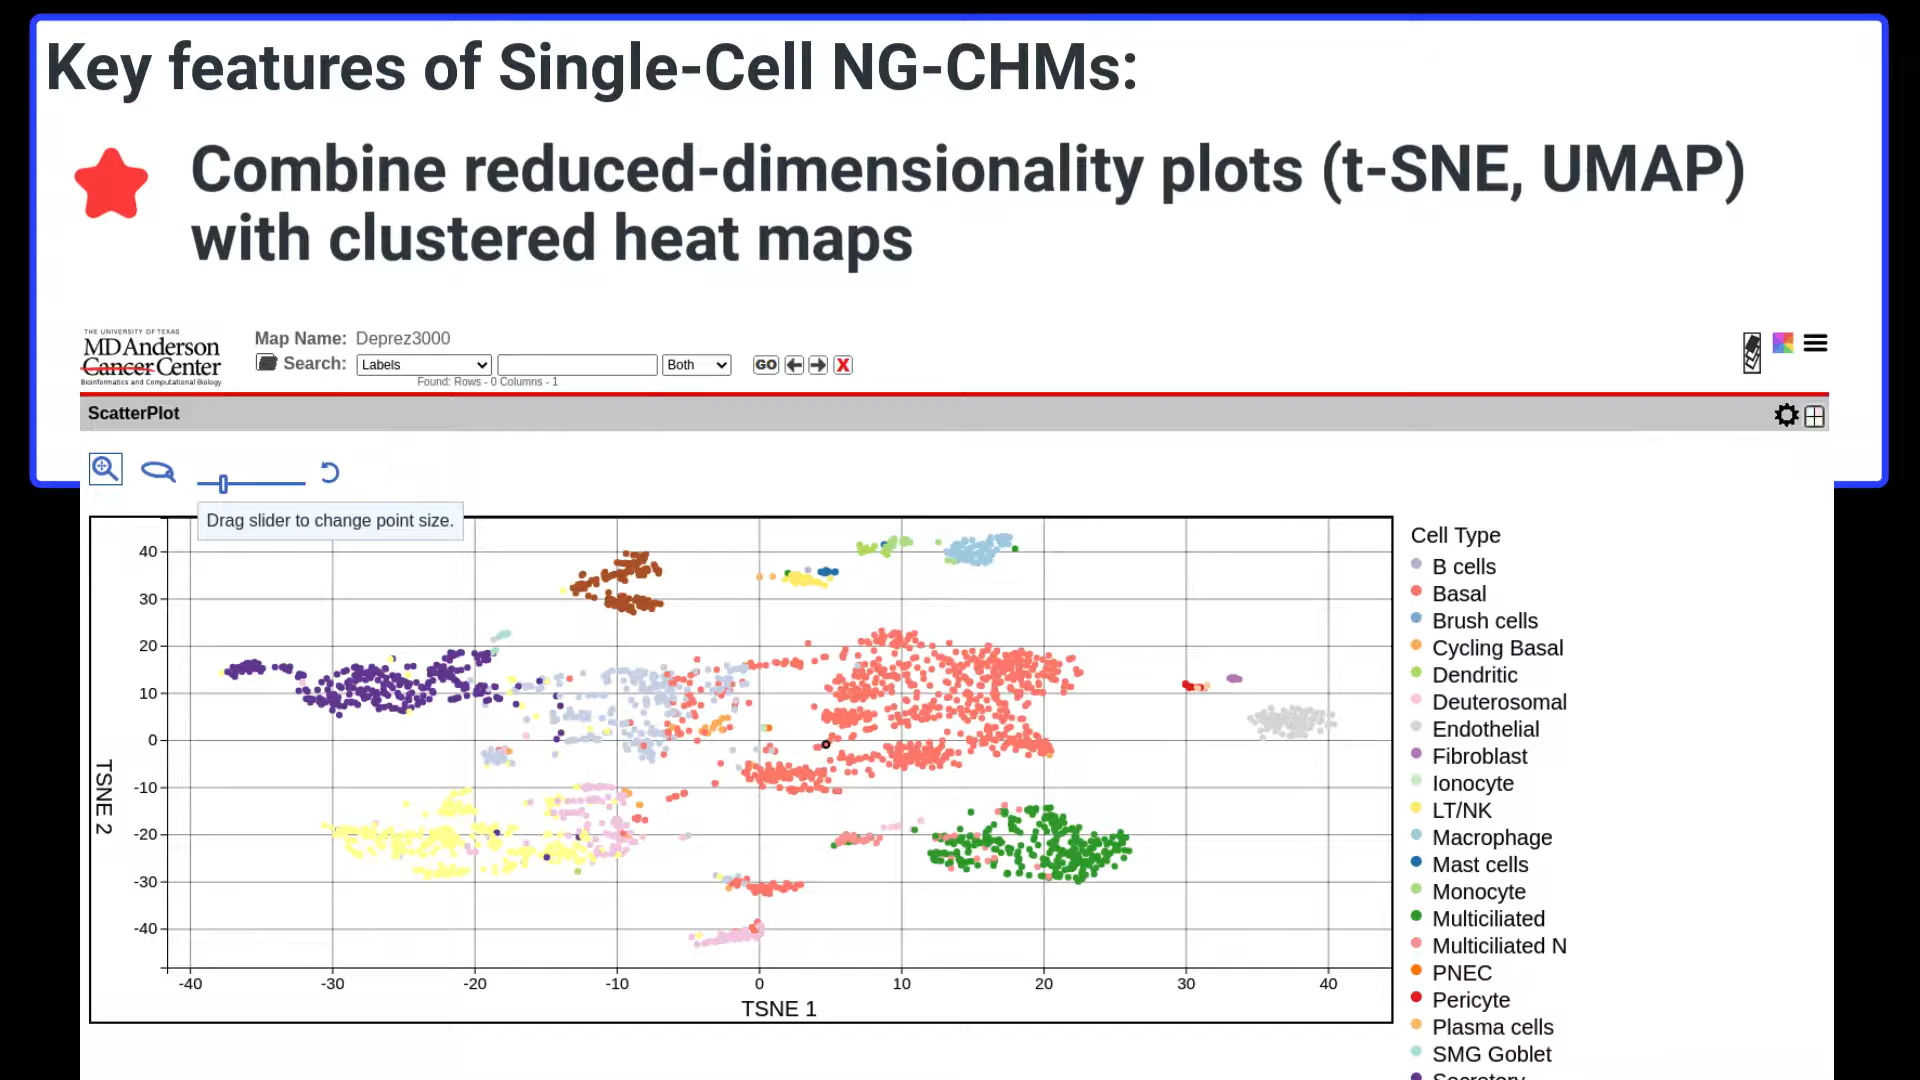 Key features of Single-Cell NG-CHMs:
Combine reduced-dimensionality plots (t-SNE, UMAP)
with clustered heat maps
THE UNIVERSITY OF TEXAS
MD Anderson
Cancer Center
Bioinformatics and Computational Biology
Map Name: Deprez3000
Search: Labels Both GO X
Found: Rows - 0 Columns - 1
ScatterPlot
Drag slider to change point size.
40
30
20
10
0
-10
-20
-30
-40
TSNE 2
-40 -30 -20 -10 0 10 20 30 40
TSNE 1
Cell Type
B cells
Basal
Brush cells
Cycling Basal
Dendritic
Deuterosomal
Endothelial
Fibroblast
Ionocyte
LT/NK
Macrophage
Mast cells
Monocyte
Multiciliated
Multiciliated N
PNEC
Pericyte
Plasma cells
SMG Goblet
Secretory